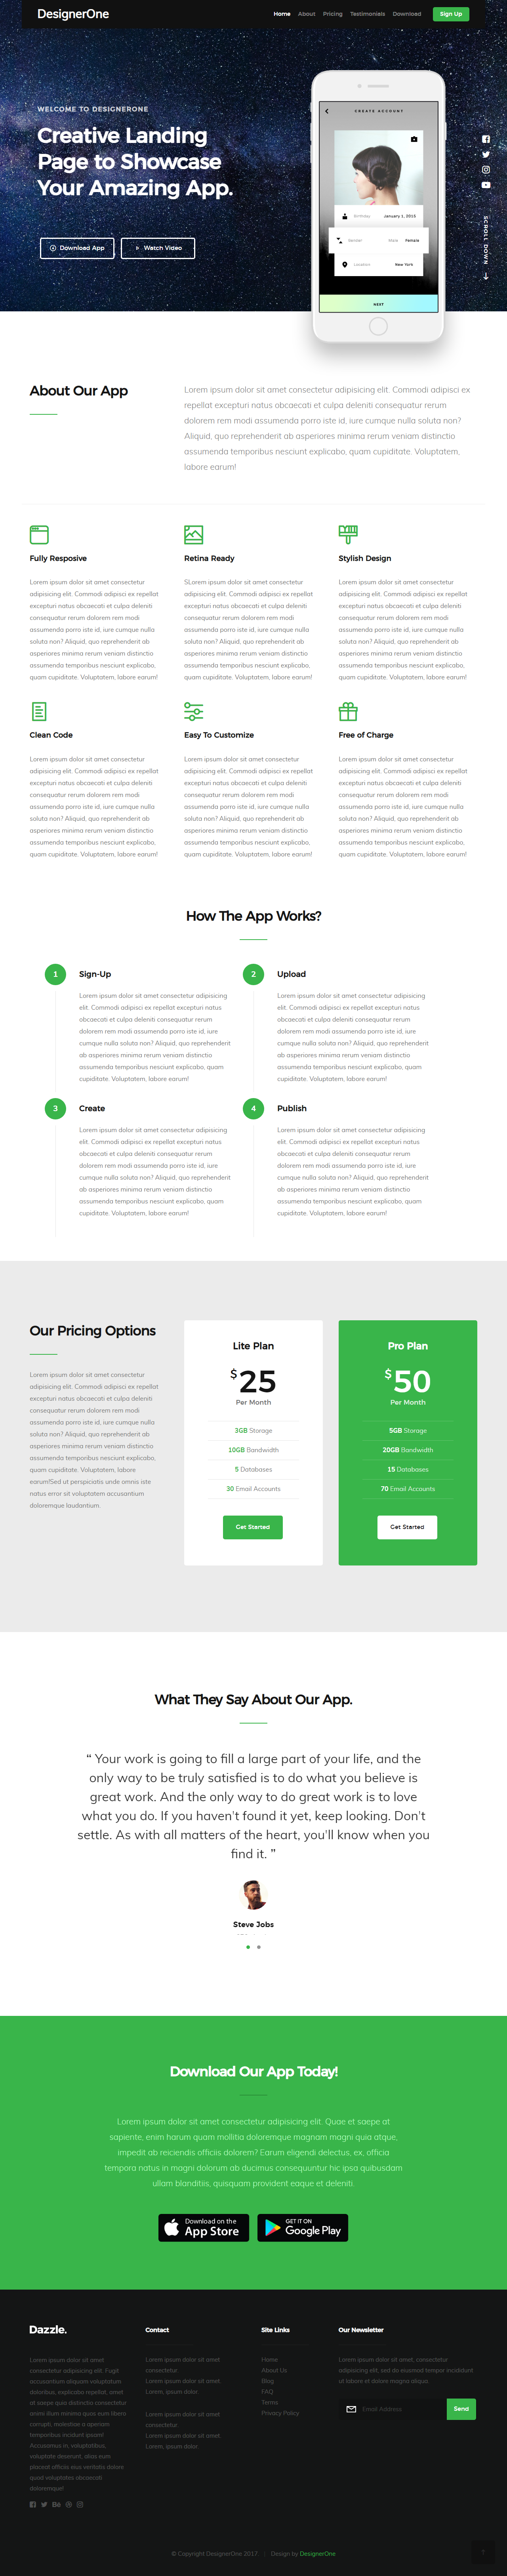 DesignerOne
Home About Pricing Testimonials Download Sign Up
WELCOME TO DESIGNERONE
Creative Landing
Page to Showcase
Your Amazing App.
Download App Watch Video
CREATE ACCOUNT
Birthday January 1, 2015
Gender Male Female
Location New York
NEXT
SCROLL DOWN
About Our App
Lorem ipsum dolor sit amet consectetur adipisicing elit. Commodi adipisci ex
repellat excepturi natus obcaecati et culpa deleniti consequatur rerum
dolorem rem modi assumenda porro iste id, iure cumque nulla soluta non?
Aliquid, quo reprehenderit ab asperiores minima rerum veniam distinctio
assumenda temporibus nesciunt explicabo, quam cupiditate. Voluptatem,
labore earum!
Fully Resposive
Lorem ipsum dolor sit amet consectetur
adipisicing elit. Commodi adipisci ex repellat
excepturi natus obcaecati et culpa deleniti
consequatur rerum dolorem rem modi
assumenda porro iste id, iure cumque nulla
soluta non? Aliquid, quo reprehenderit ab
asperiores minima rerum veniam distinctio
assumenda temporibus nesciunt explicabo,
quam cupiditate. Voluptatem, labore earum!
Retina Ready
SLorem ipsum dolor sit amet consectetur
adipisicing elit. Commodi adipisci ex repellat
excepturi natus obcaecati et culpa deleniti
consequatur rerum dolorem rem modi
assumenda porro iste id, iure cumque nulla
soluta non? Aliquid, quo reprehenderit ab
asperiores minima rerum veniam distinctio
assumenda temporibus nesciunt explicabo,
quam cupiditate. Voluptatem, labore earum!
Stylish Design
Lorem ipsum dolor sit amet consectetur
adipisicing elit. Commodi adipisci ex repellat
excepturi natus obcaecati et culpa deleniti
consequatur rerum dolorem rem modi
assumenda porro iste id, iure cumque nulla
soluta non? Aliquid, quo reprehenderit ab
asperiores minima rerum veniam distinctio
assumenda temporibus nesciunt explicabo,
quam cupiditate. Voluptatem, labore earum!
Clean Code
Lorem ipsum dolor sit amet consectetur
adipisicing elit. Commodi adipisci ex repellat
excepturi natus obcaecati et culpa deleniti
consequatur rerum dolorem rem modi
assumenda porro iste id, iure cumque nulla
soluta non? Aliquid, quo reprehenderit ab
asperiores minima rerum veniam distinctio
assumenda temporibus nesciunt explicabo,
quam cupiditate. Voluptatem, labore earum!
Easy To Customize
Lorem ipsum dolor sit amet consectetur
adipisicing elit. Commodi adipisci ex repellat
excepturi natus obcaecati et culpa deleniti
consequatur rerum dolorem rem modi
assumenda porro iste id, iure cumque nulla
soluta non? Aliquid, quo reprehenderit ab
asperiores minima rerum veniam distinctio
assumenda temporibus nesciunt explicabo,
quam cupiditate. Voluptatem, labore earum!
Free of Charge
Lorem ipsum dolor sit amet consectetur
adipisicing elit. Commodi adipisci ex repellat
excepturi natus obcaecati et culpa deleniti
consequatur rerum dolorem rem modi
assumenda porro iste id, iure cumque nulla
soluta non? Aliquid, quo reprehenderit ab
asperiores minima rerum veniam distinctio
assumenda temporibus nesciunt explicabo,
quam cupiditate. Voluptatem, labore earum!
How The App Works?
1 Sign-Up
Lorem ipsum dolor sit amet consectetur adipisicing
elit. Commodi adipisci ex repellat excepturi natus
obcaecati et culpa deleniti consequatur rerum
dolorem rem modi assumenda porro iste id, iure
cumque nulla soluta non? Aliquid, quo reprehenderit
ab asperiores minima rerum veniam distinctio
assumenda temporibus nesciunt explicabo, quam
cupiditate. Voluptatem, labore earum!
2 Upload
Lorem ipsum dolor sit amet consectetur adipisicing
elit. Commodi adipisci ex repellat excepturi natus
obcaecati et culpa deleniti consequatur rerum
dolorem rem modi assumenda porro iste id, iure
cumque nulla soluta non? Aliquid, quo reprehenderit
ab asperiores minima rerum veniam distinctio
assumenda temporibus nesciunt explicabo, quam
cupiditate. Voluptatem, labore earum!
3 Create
Lorem ipsum dolor sit amet consectetur adipisicing
elit. Commodi adipisci ex repellat excepturi natus
obcaecati et culpa deleniti consequatur rerum
dolorem rem modi assumenda porro iste id, iure
cumque nulla soluta non? Aliquid, quo reprehenderit
ab asperiores minima rerum veniam distinctio
assumenda temporibus nesciunt explicabo, quam
cupiditate. Voluptatem, labore earum!
4 Publish
Lorem ipsum dolor sit amet consectetur adipisicing
elit. Commodi adipisci ex repellat excepturi natus
obcaecati et culpa deleniti consequatur rerum
dolorem rem modi assumenda porro iste id, iure
cumque nulla soluta non? Aliquid, quo reprehenderit
ab asperiores minima rerum veniam distinctio
assumenda temporibus nesciunt explicabo, quam
cupiditate. Voluptatem, labore earum!
Our Pricing Options
Lorem ipsum dolor sit amet consectetur
adipisicing elit. Commodi adipisci ex repellat
excepturi natus obcaecati et culpa deleniti
consequatur rerum dolorem rem modi
assumenda porro iste id, iure cumque nulla
soluta non? Aliquid, quo reprehenderit ab
asperiores minima rerum veniam distinctio
assumenda temporibus nesciunt explicabo,
quam cupiditate. Voluptatem, labore
earum!Sed ut perspiciatis unde omnis iste
natus error sit voluptatem accusantium
doloremque laudantium.
Lite Plan
$25
Per Month
3GB Storage
10GB Bandwidth
5 Databases
30 Email Accounts
Get Started
Pro Plan
$50
Per Month
5GB Storage
20GB Bandwidth
15 Databases
70 Email Accounts
Get Started
What They Say About Our App.
“ Your work is going to fill a large part of your life, and the
only way to be truly satisfied is to do what you believe is
great work. And the only way to do great work is to love
what you do. If you haven't found it yet, keep looking. Don't
settle. As with all matters of the heart, you'll know when you
find it. ”
Steve Jobs
Download Our App Today!
Lorem ipsum dolor sit amet consectetur adipisicing elit. Quae et saepe at
sapiente, enim harum quam mollitia doloremque magnam magni quia atque,
impedit ab reiciendis officiis dolorem? Earum eligendi delectus, ex, officia
tempora natus in magni dolorum ab ducimus consequuntur hic ipsa quibusdam
ullam blanditiis, quisquam provident eaque et deleniti.
Download on the
App Store
GET IT ON
Google Play
Dazzle.
Lorem ipsum dolor sit amet
consectetur adipisicing elit. Fugit
accusantium aliquam voluptatum
doloribus, explicabo repellat, amet
at saepe quia distinctio consectetur
animi illum minima quos eum libero
corrupti, molestiae a aperiam
temporibus incidunt ipsam!
Accusamus in, voluptatibus,
voluptate deserunt, alias eum
placeat officiis eius veritatis dolore
quod voluptates obcaecati
doloremque!
Contact
Lorem ipsum dolor sit amet
consectetur.
Lorem ipsum dolor sit amet
Lorem, ipsum dolor.
Lorem ipsum dolor sit amet
consectetur
Lorem ipsum dolor sit amet.
Lorem, ipsum dolor.
Site Links
Home
About Us
Blog
FAQ
Terms
Privacy Policy
Our Newsletter
Lorem ipsum dolor sit amet, consectetur
adipisicing elit, sed do eiusmod tempor incididunt
ut labore et dolore magna aliqua
Email Address Send
© Copyright DesignerOne 2017. Design by DesignerOne